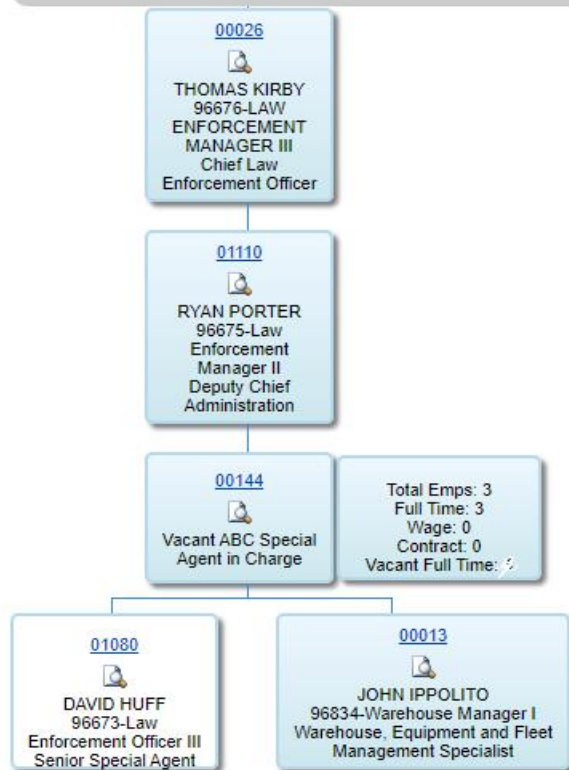 00026
THOMAS KIRBY
96676-LAW
ENFORCEMENT
MANAGER III
Chief Law
Enforcement Officer
01110
RYAN PORTER
96675-Law
Enforcement
Manager II
Deputy Chief
Administration
00144
Vacant ABC Special
Agent in Charge
Total Emps: 3
Full Time: 3
Wage: 0
Contract: 0
Vacant Full Time:
01080
DAVID HUFF
96673-Law
Enforcement Officer III
Senior Special Agent
00013
JOHN IPPOLITO
96834-Warehouse Manager I
Warehouse, Equipment and Fleet
Management Specialist